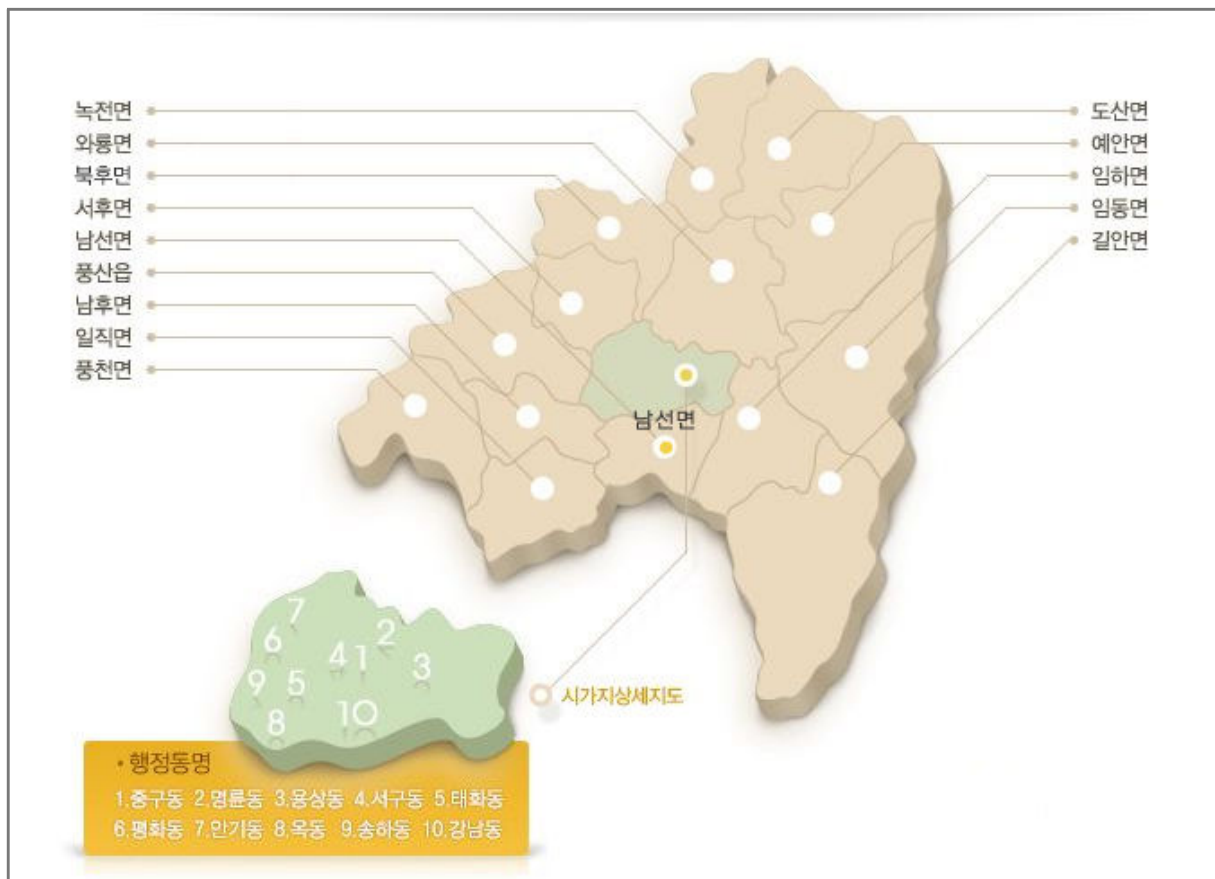 녹전면
와룡면
북후면
서후면
남선면
풍산읍
남후면
일직면
풍천면
도산면
예안면
임하면
임동면
길안면
남선면
7
2
6
4
1
3
9
5
10
8
시가지상세지도
• 행정동명
1.중구동 2.명륜동 3.용상동 4.서구동 5.태화동
6.평화동 7.안기동 8.옥동 9.송하동 10.강남동